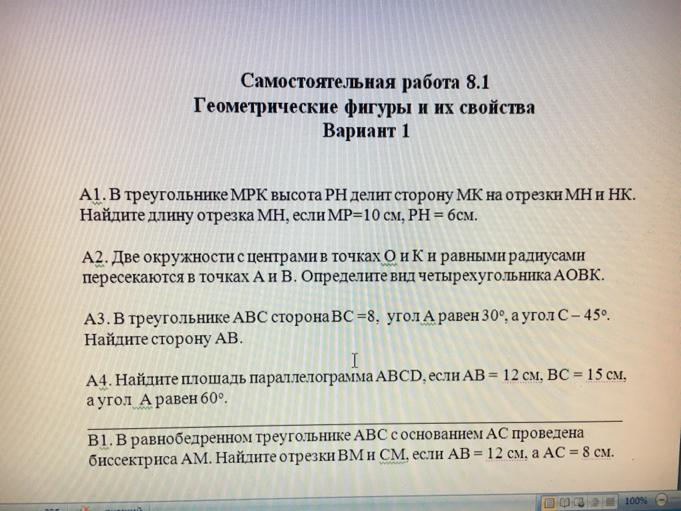 Самостоятельная работа 8.1
Геометрические фигуры и их свойства
Вариант 1
А1. В треугольнике МРК высота РН делит сторону МК на отрезки МН и НК.
Найдите длину отрезка МН, если МР=10 см, РН = 6см.
А2. Две окружности с центрами в точках О и К и равными радиусами
пересекаются в точках А и В. Определите вид четырехугольника АОВК.
А3. В треугольнике АВС сторона ВС =8, угол А равен 30°, а угол С – 45°.
Найдите сторону АВ.
А4. Найдите площадь параллелограмма ABCD, если АВ = 12 см, ВС = 15 см,
а угол А равен 60°.
В1. В равнобедренном треугольнике АВС с основанием АС проведена
биссектриса АМ. Найдите отрезки ВМ и СМ, если АВ = 12 см, а АС = 8 см.
100%